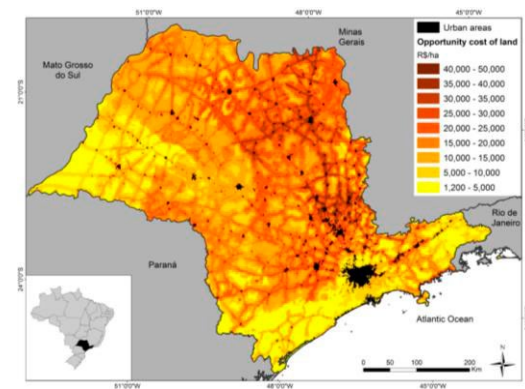 51°0'0"W
48°0'0"W
45°0'0"W
Minas
Gerais
Urban areas
Opportunity cost of land
R$/ha
40,000 - 50,000
35,000 - 40,000
30,000 - 35,000
25,000 - 30,000
20,000 - 25,000
15,000 - 20,000
10,000 - 15,000
5,000 - 10,000
1,200 - 5,000
Mato Grosso
do Sul
21°0'0"S
Rio de
Janeiro
Paraná
24°0'0"S
Atlantic Ocean
N
0
50
100
200
Km
51°0'0"W
48°0'0"W
45°0'0"W